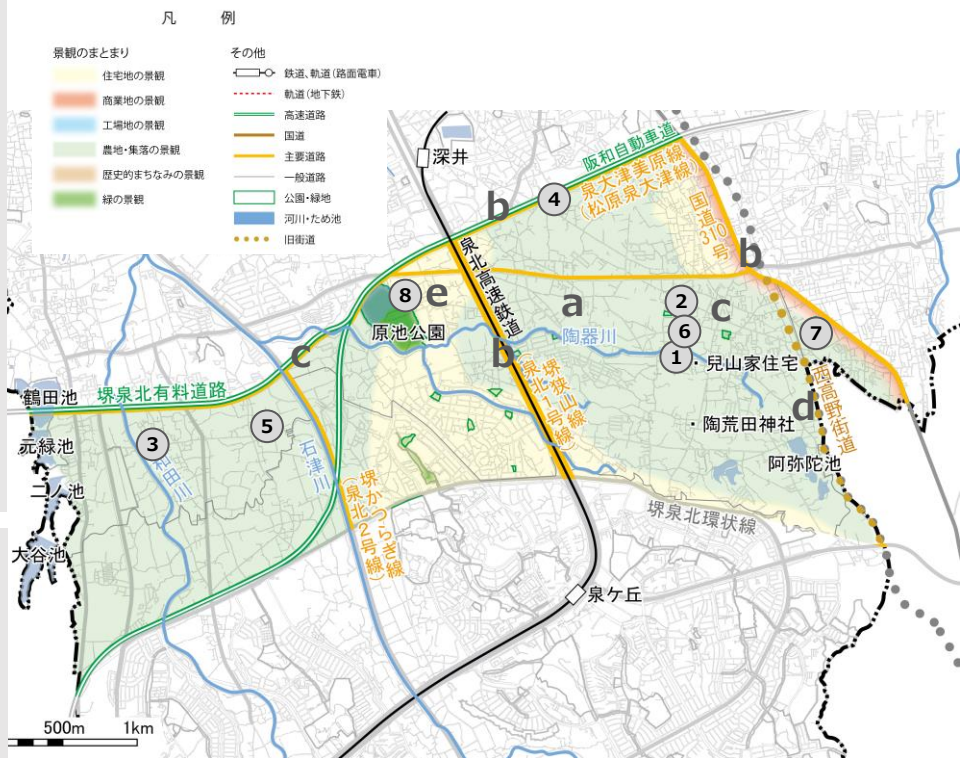 凡 例
景観のまとまり
住宅地の景観
商業地の景観
工場地の景観
農地・集落の景観
歴史的まちなみの景観
緑の景観
その他
鉄道、軌道(路面電車)
軌道(地下鉄)
高速道路
国道
主要道路
一般道路
公園・緑地
河川・ため池
旧街道
深井
阪和自動車道
泉大津美原線
(松原泉大津線)
国道310号
b
4
b
泉北高速鉄道
8
e
a
2
c
原池公園
陶器川
6
7
c
b
1
・兒山家住宅
堺泉北有料道路
堺狭山線
(泉北1号線)
西高野街道
d
鶴田池
3
5
・陶荒田神社
元緑池
和田川
石津川
阿弥陀池
二ノ池
堺かつらぎ線
(泉北2号線)
堺泉北環状線
大谷池
泉ケ丘
500m 1km